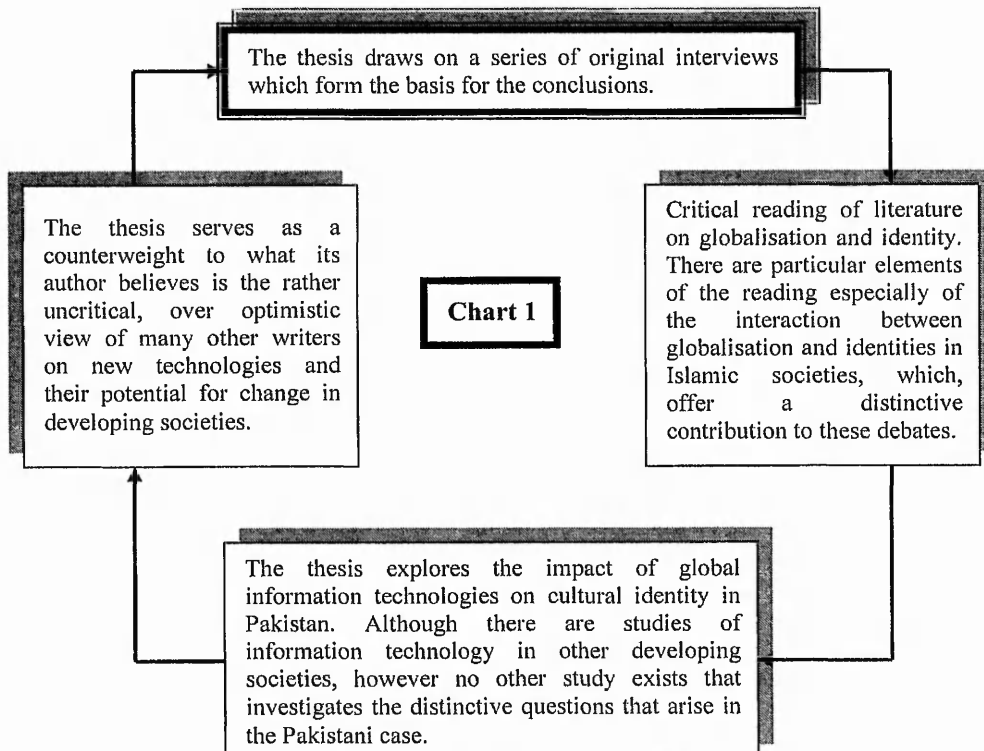 The thesis draws on a series of original interviews
which form the basis for the conclusions.
The thesis serves as a
counterweight to what its
author believes is the rather
uncritical, over optimistic
view of many other writers
on new technologies and
their potential for change in
developing societies.
Chart 1
Critical reading of literature
on globalisation and identity.
There are particular elements
of the reading especially of
the interaction between
globalisation and identities in
Islamic societies, which,
offer a distinctive
contribution to these debates.
The thesis explores the impact of global
information technologies on cultural identity in
Pakistan. Although there are studies of
information technology in other developing
societies, however no other study exists that
investigates the distinctive questions that arise in
the Pakistani case.